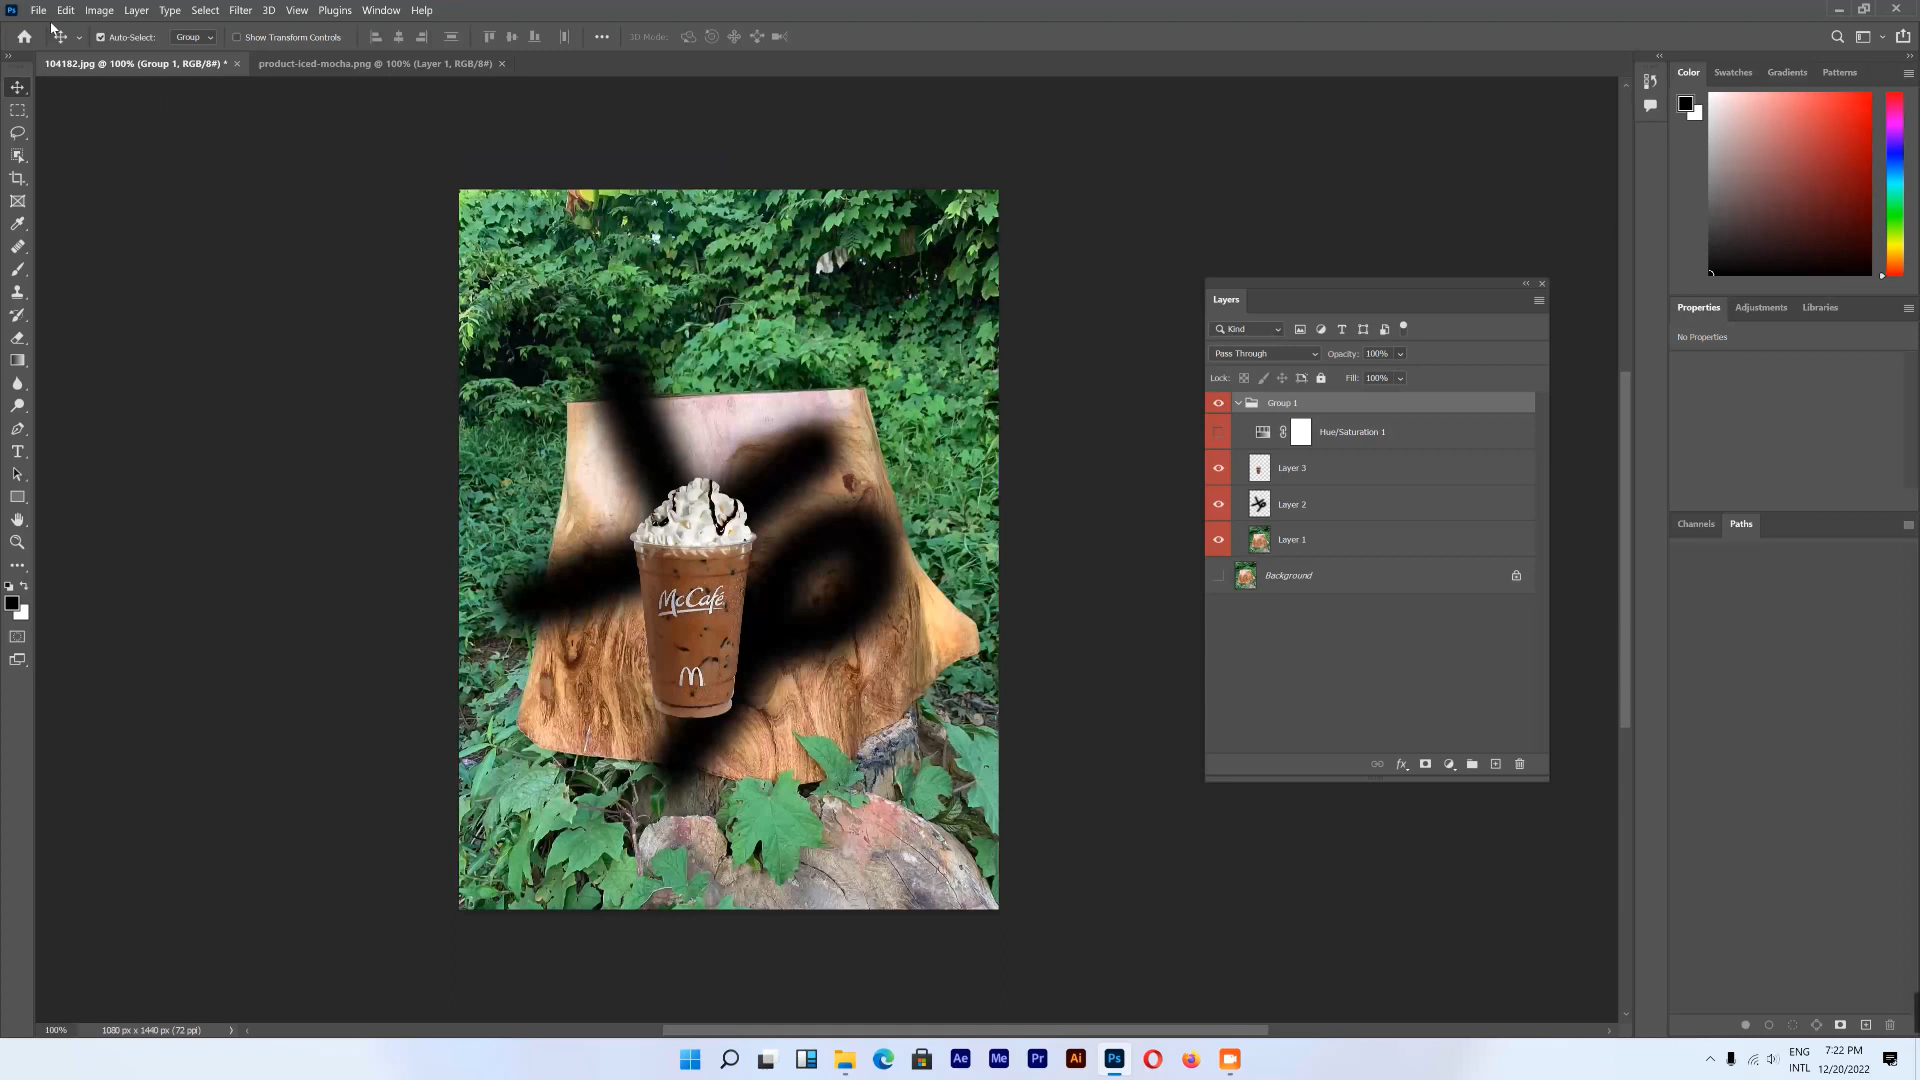 Ps File Edit Image Layer Type Select Filter 3D View Plugins Window Help
Auto-Select: Group Show Transform Controls 3D Mode:
104182.jpg @ 100% (Group 1, RGB/8#) * × product-iced-mocha.png @ 100% (Layer 1, RGB/8#) ×
Color Swatches Gradients Patterns
Layers
Kind
Pass Through Opacity: 100%
Lock: Fill: 100%
Group 1
Hue/Saturation 1
Layer 3
Layer 2
Layer 1
Background
fx
Properties Adjustments Libraries
No Properties
Channels Paths
McCafé
100% 1080 px x 1440 px (72 ppi)
Ae Me Pr Ai Ps
ENG
INTL
7:22 PM
12/20/2022